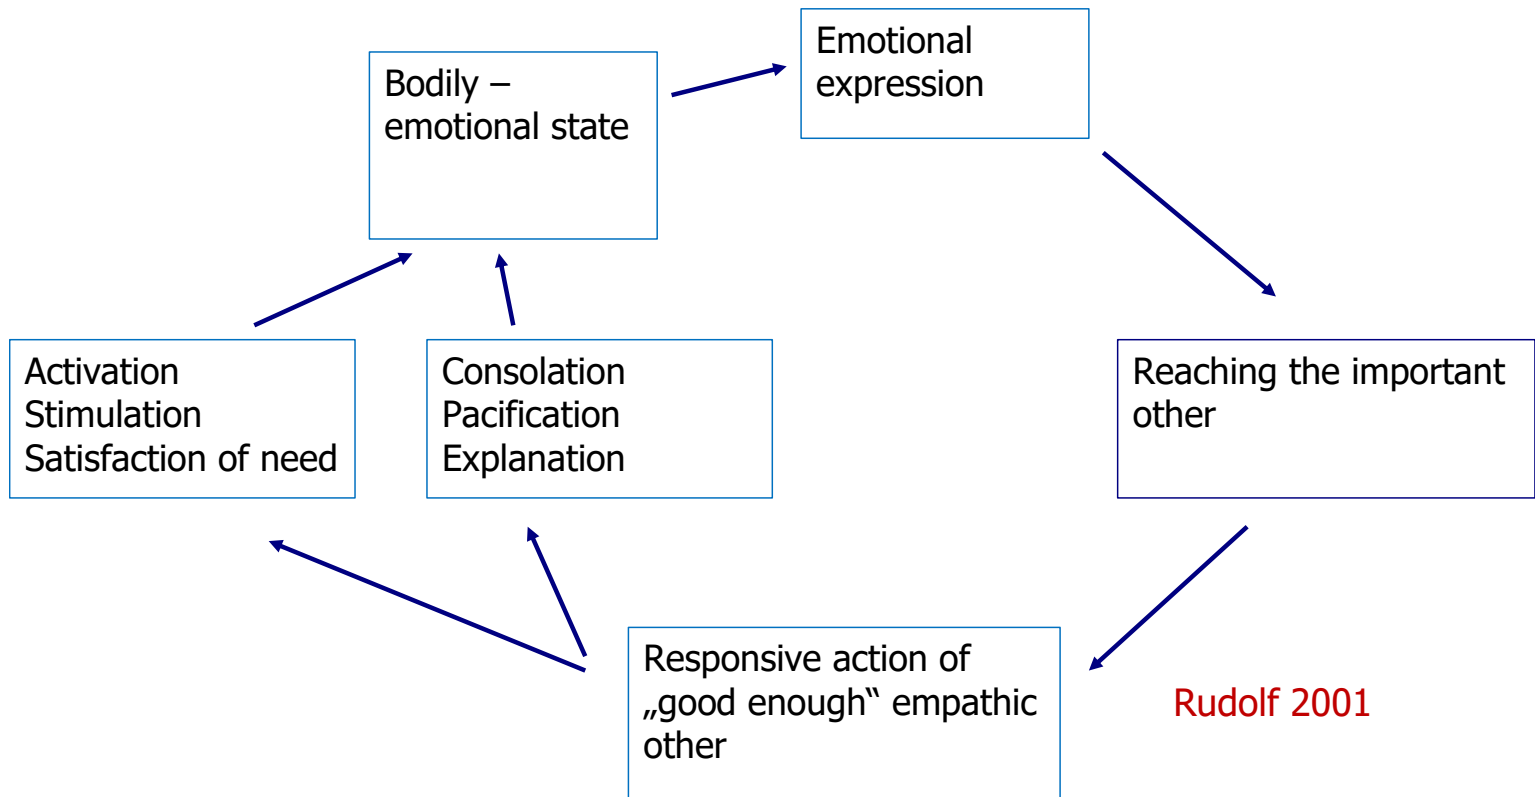 Emotional
expression
Bodily –
emotional state
Activation
Stimulation
Satisfaction of need
Consolation
Pacification
Explanation
Reaching the important
other
Responsive action of
„good enough“ empathic
other
Rudolf 2001